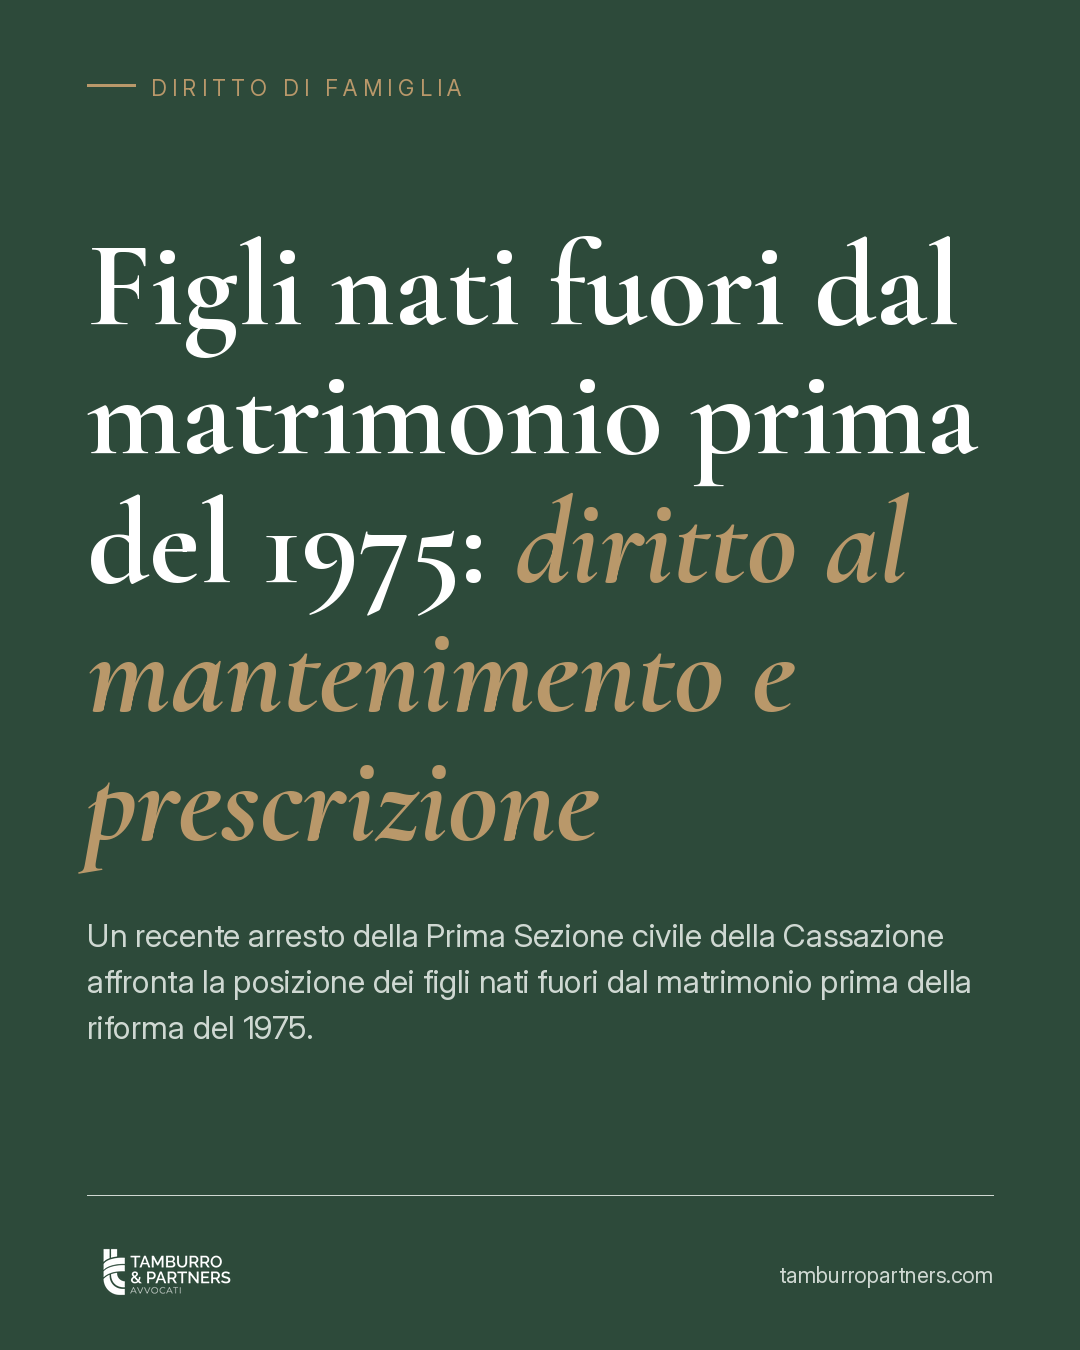 DIRITTO DI FAMIGLIA
Figli nati fuori dal
matrimonio prima
del 1975: diritto al
mantenimento e
prescrizione
Un recente arresto della Prima Sezione civile della Cassazione
affronta la posizione dei figli nati fuori dal matrimonio prima della
riforma del 1975.
TAMBURRO
& PARTNERS
AVVOCATI
tamburropartners.com